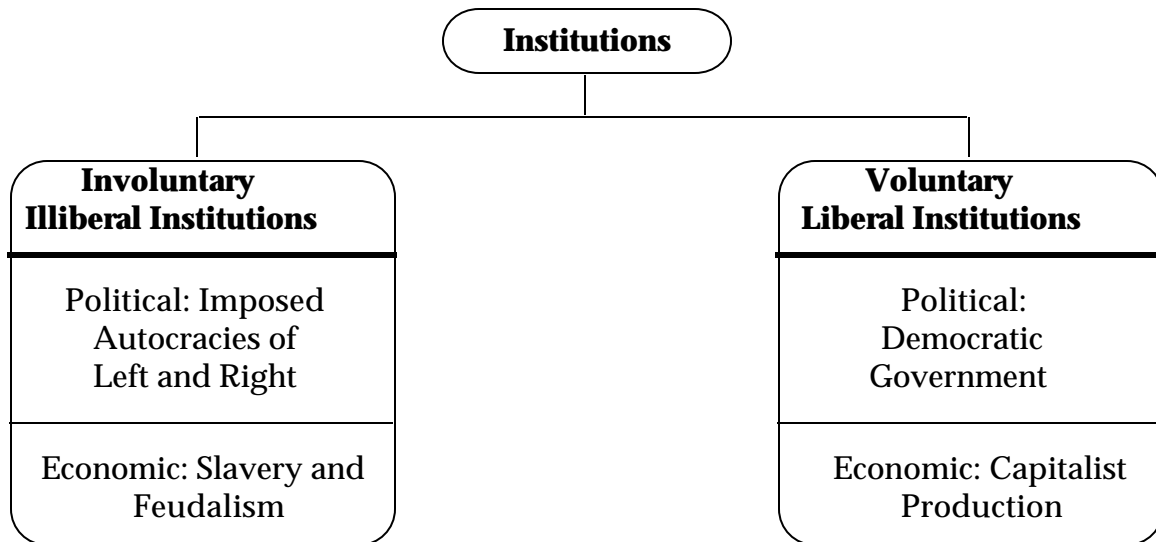 Institutions
Involuntary
Illiberal Institutions
Political: Imposed
Autocracies of
Left and Right
Economic: Slavery and
Feudalism
Voluntary
Liberal Institutions
Political:
Democratic
Government
Economic: Capitalist
Production